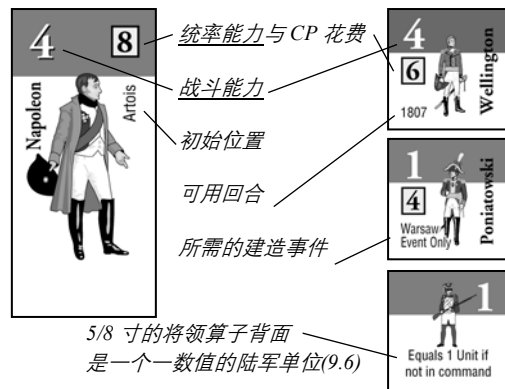 4
8
Napoleon
Artois
统率能力与 CP 花费
战斗能力
初始位置
可用回合
所需的建造事件
5/8 寸的将领算子背面
是一个一数值的陆军单位(9.6)
4
6
1807
Wellington
1
4
Warsaw
Event Only
Poniatowski
1
Equals 1 Unit if
not in command